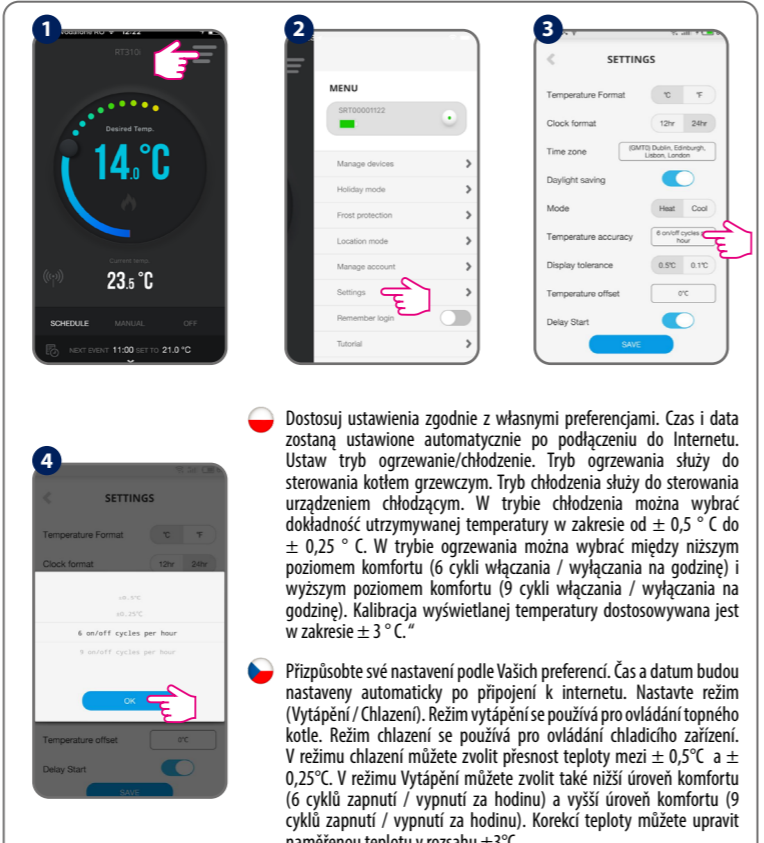 1
vodafone RO 12:22
RT310i
Desired Temp.
14.0 °C
Current temp.
23.5 °C
SCHEDULE MANUAL OFF
NEXT EVENT 11:00 SET TO 21.0 °C
2
MENU
SRT00001122
Manage devices
Holiday mode
Frost protection
Location mode
Manage account
Settings
Remember login
Tutorial
3
SETTINGS
Temperature Format °C °F
Clock format 12hr 24hr
Time zone (GMT0) Dublin, Edinburgh,
Lisbon, London
Daylight saving
Mode Heat Cool
Temperature accuracy 6 on/off cycles
hour
Display tolerance 0.5°C 0.1°C
Temperature offset 0°C
Delay Start
SAVE
4
SETTINGS
Temperature Format °C °F
Clock format 12hr 24hr
±0.5°C
±0.25°C
6 on/off cycles per hour
9 on/off cycles per hour
OK
Temperature offset 0°C
Delay Start
SAVE
Dostosuj ustawienia zgodnie z własnymi preferencjami. Czas i data
zostaną ustawione automatycznie po podłączeniu do Internetu.
Ustaw tryb ogrzewanie/chłodzenie. Tryb ogrzewania służy do
sterowania kotłem grzewczym. Tryb chłodzenia służy do sterowania
urządzeniem chłodzącym. W trybie chłodzenia można wybrać
dokładność utrzymywanej temperatury w zakresie od ± 0,5 ° C do
± 0,25 ° C. W trybie ogrzewania można wybrać między niższym
poziomem komfortu (6 cykli włączania / wyłączania na godzinę) i
wyższym poziomem komfortu (9 cykli włączania / wyłączania na
godzinę). Kalibracja wyświetlanej temperatury dostosowywana jest
w zakresie ± 3 ° C.“
Přizpůsobte své nastavení podle Vašich preferencí. Čas a datum budou
nastaveny automaticky po připojení k internetu. Nastavte režim
(Vytápění / Chlazení). Režim vytápění se používá pro ovládání topného
kotle. Režim chlazení se používá pro ovládání chladicího zařízení.
V režimu chlazení můžete zvolit přesnost teploty mezi ± 0,5°C a ±
0,25°C. V režimu Vytápění můžete zvolit také nižší úroveň komfortu
(6 cyklů zapnutí / vypnutí za hodinu) a vyšší úroveň komfortu (9
cyklů zapnutí / vypnutí za hodinu). Korekcí teploty můžete upravit
naměřenou teplotu v rozsahu ±3°C